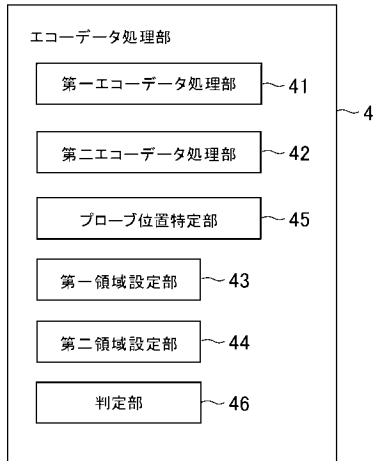 エコーデータ処理部
第一エコーデータ処理部 41
4
第二エコーデータ処理部 42
プローブ位置特定部 45
第一領域設定部 43
第二領域設定部 44
判定部 46